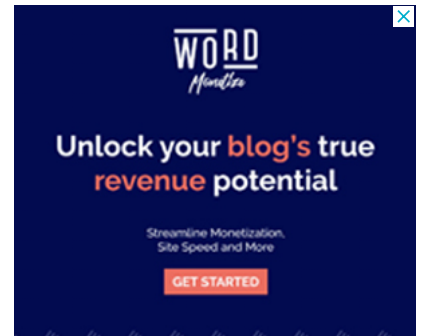 WORD
Monetize
Unlock your blog's true
revenue potential
Streamline Monetization,
Site Speed and More
GET STARTED